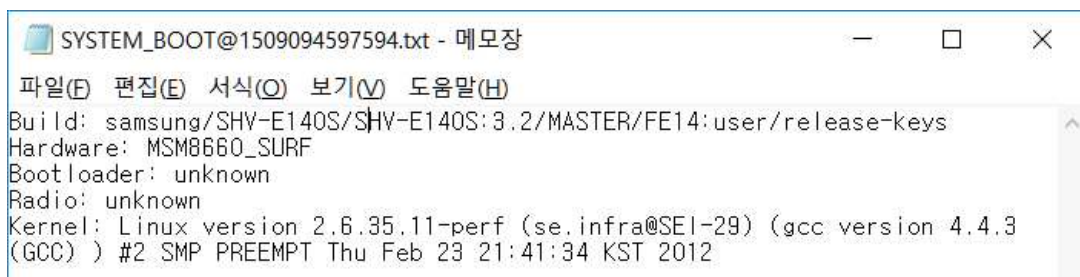 SYSTEM_BOOT@1509094597594.txt - 메모장
파일(F) 편집(E) 서식(O) 보기(V) 도움말(H)
Build: samsung/SHV-E140S/SHV-E140S:3.2/MASTER/FE14:user/release-keys
Hardware: MSM8660_SURF
Bootloader: unknown
Radio: unknown
Kernel: Linux version 2.6.35.11-perf (se.infra@SEI-29) (gcc version 4.4.3
(GCC) ) #2 SMP PREEMPT Thu Feb 23 21:41:34 KST 2012